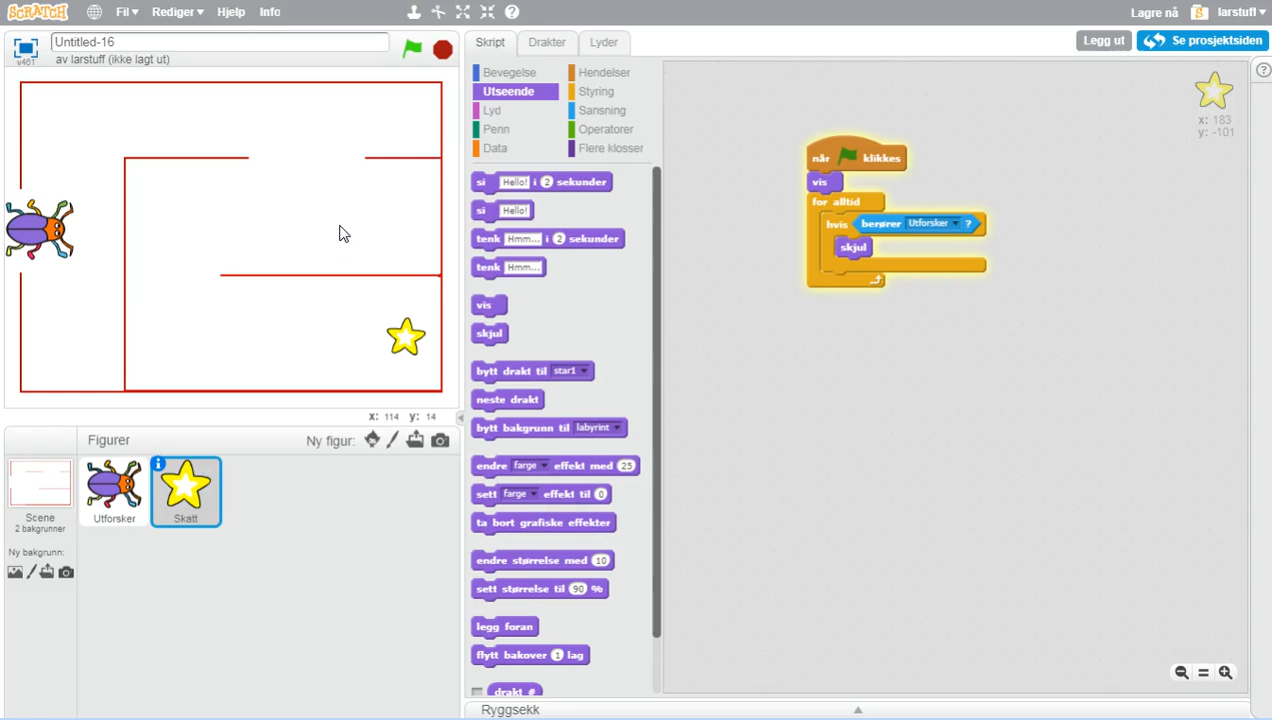 SCRATCH Fil Rediger Hjelp Info Lagre nå larstufl
v461 Untitled-16
av larstuff (ikke lagt ut)
Skript Drakter Lyder
Legg ut Se prosjektsiden
Bevegelse Hendelser
Utseende Styring
Lyd Sansning
Penn Operatorer
Data Flere klosser
x: 183
y: -101
si Hello! i 2 sekunder
si Hello!
tenk Hmm... i 2 sekunder
tenk Hmm...
vis
skjul
bytt drakt til star1
neste drakt
bytt bakgrunn til labyrint
endre farge effekt med 25
sett farge effekt til 0
ta bort grafiske effekter
endre størrelse med 10
sett størrelse til 90 %
legg foran
flytt bakover 1 lag
drakt #
når klikkes
vis
for alltid
hvis berører Utforsker ?
skjul
x: 114 y: 14
Figurer Ny figur:
Scene
2 bakgrunner
Utforsker
Skatt
Ny bakgrunn:
Ryggsekk